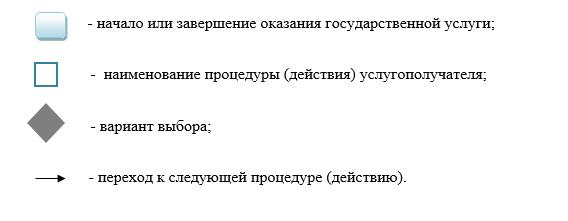 - начало или завершение оказания государственной услуги;
- наименование процедуры (действия) услугополучателя;
- вариант выбора;
- переход к следующей процедуре (действию).